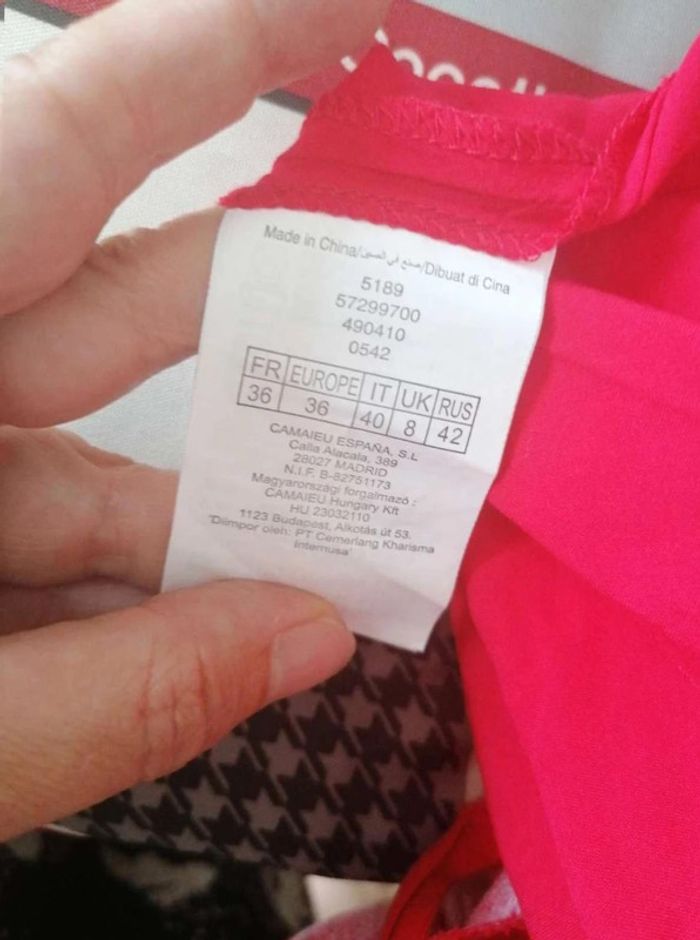 Made in China/صنع في الصين/Dibuat di Cina
5189
57299700
490410
0542
FR EUROPE IT UK RUS
36 36 40 8 42
CAMAIEU ESPAÑA, S.L
Calla Alacala, 389
28027 MADRID
N.I.F. B-82751173
Magyarországi forgalmazó :
CAMAIEU Hungary Kft
HU 23032110
1123 Budapest, Alkotás út 53.
"Diimpor oleh: PT Cemerlang Kharisma
Internusa'